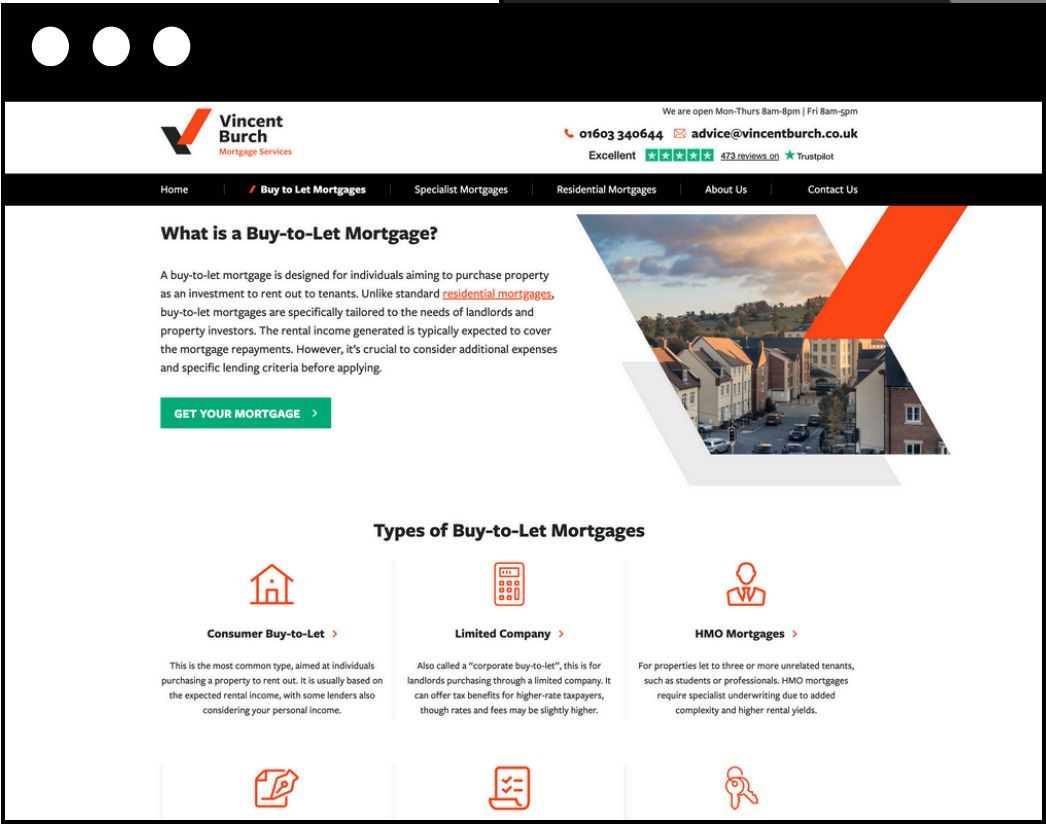 Vincent
Burch
Mortgage Services
We are open Mon-Thurs 8am-8pm | Fri 8am-5pm
01603 340644 advice@vincentburch.co.uk
Excellent 473 reviews on Trustpilot
Home Buy to Let Mortgages Specialist Mortgages Residential Mortgages About Us Contact Us
What is a Buy-to-Let Mortgage?
A buy-to-let mortgage is designed for individuals aiming to purchase property
as an investment to rent out to tenants. Unlike standard residential mortgages,
buy-to-let mortgages are specifically tailored to the needs of landlords and
property investors. The rental income generated is typically expected to cover
the mortgage repayments. However, it's crucial to consider additional expenses
and specific lending criteria before applying.
GET YOUR MORTGAGE >
Types of Buy-to-Let Mortgages
Consumer Buy-to-Let >
This is the most common type, aimed at individuals
purchasing a property to rent out. It is usually based on
the expected rental income, with some lenders also
considering your personal income.
Limited Company >
Also called a “corporate buy-to-let”, this is for
landlords purchasing through a limited company. It
can offer tax benefits for higher-rate taxpayers,
though rates and fees may be slightly higher.
HMO Mortgages >
For properties let to three or more unrelated tenants,
such as students or professionals. HMO mortgages
require specialist underwriting due to added
complexity and higher rental yields.